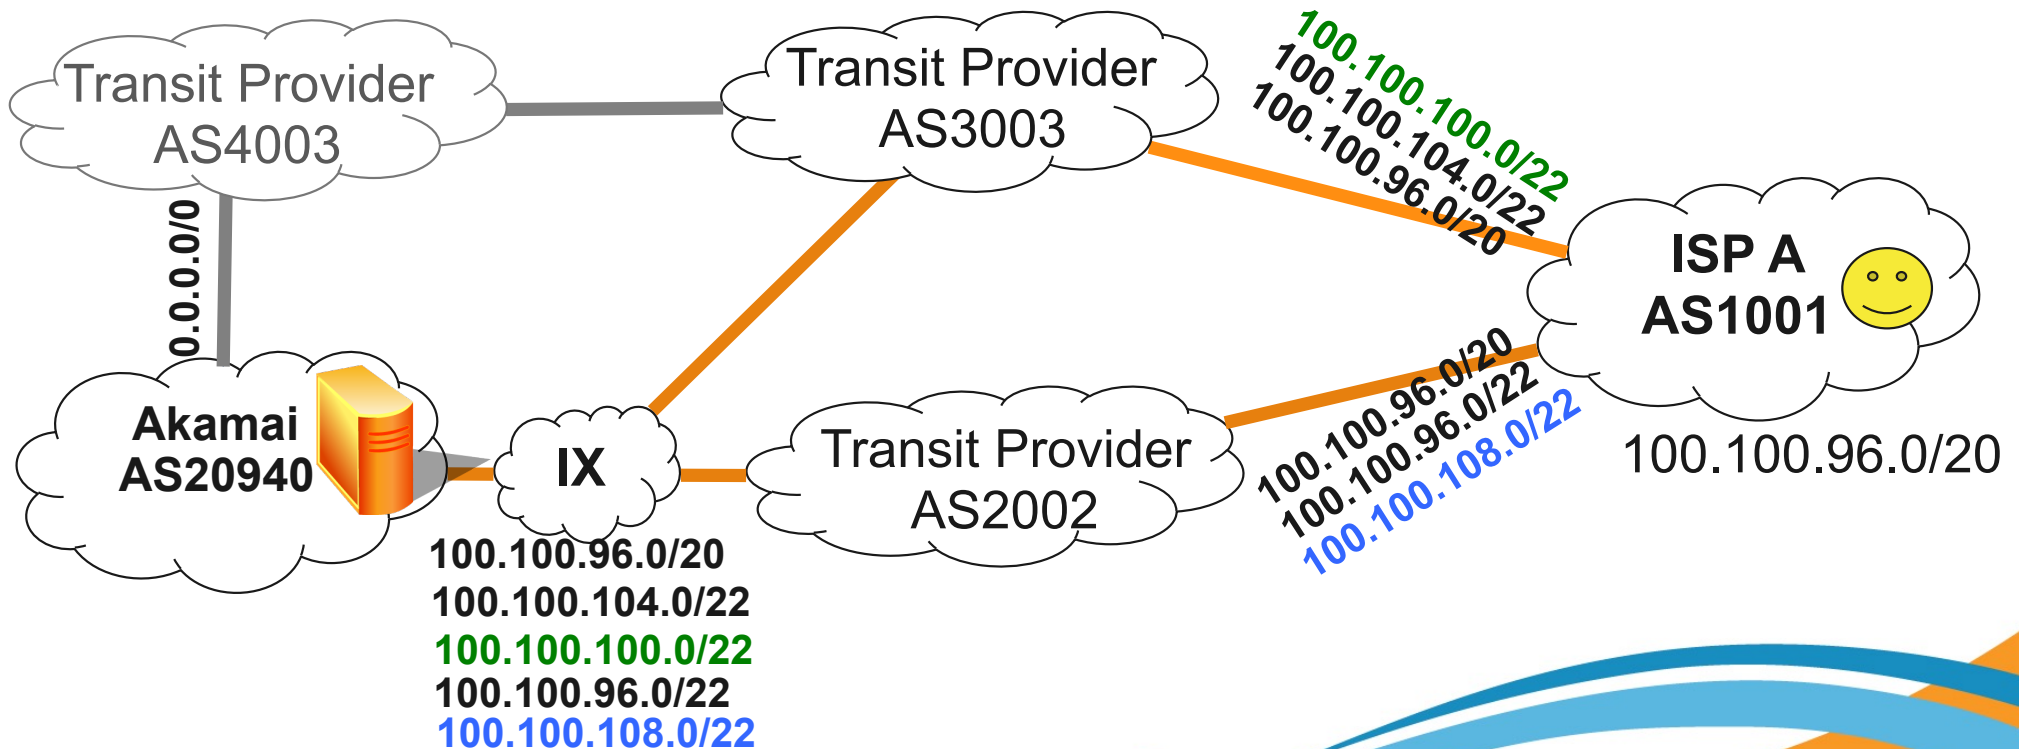 Transit Provider
AS4003
Transit Provider
AS3003
100.100.100.0/22
100.100.104.0/22
100.100.96.0/20
0.0.0.0/0
ISP A
AS1001
100.100.96.0/20
Akamai
AS20940
IX
Transit Provider
AS2002
100.100.96.0/20
100.100.96.0/22
100.100.108.0/22
100.100.96.0/20
100.100.104.0/22
100.100.100.0/22
100.100.96.0/22
100.100.108.0/22